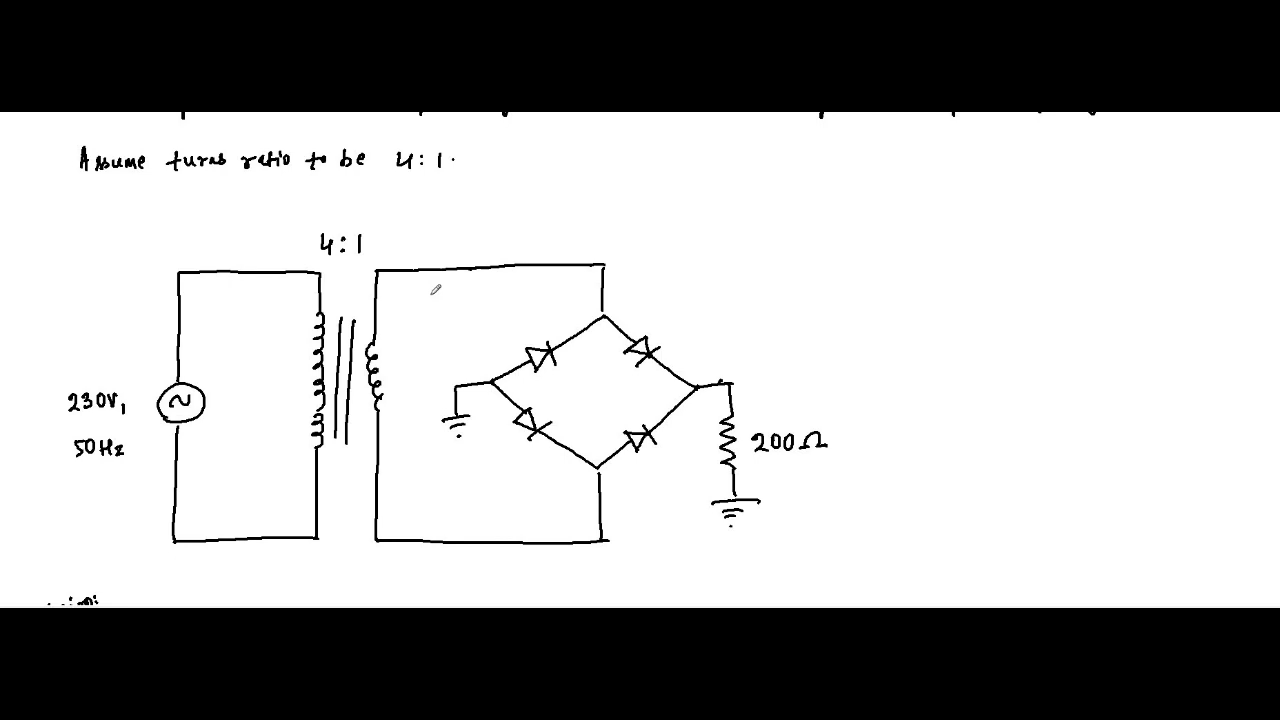 Assume turns ratio to be 4:1.
4:1
230V,
50Hz
200Ω